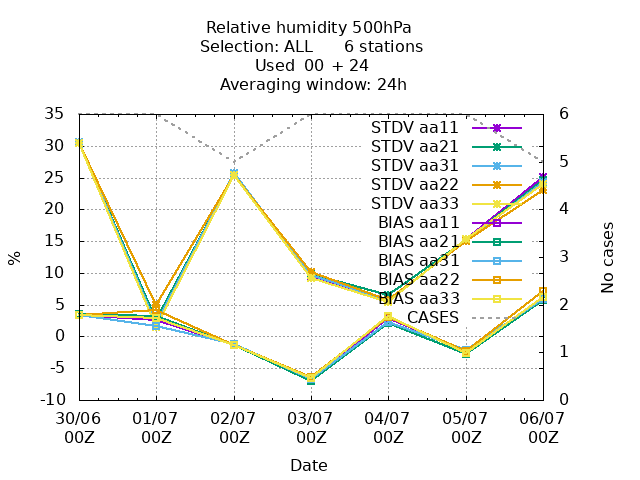 Relative humidity 500hPa
Selection: ALL      6 stations
Used  00  + 24
Averaging window: 24h
35
30
25
20
15
10
5
0
-5
-10
%
6
5
4
3
2
1
0
No cases
STDV aa11
STDV aa21
STDV aa31
STDV aa22
STDV aa33
BIAS aa11
BIAS aa21
BIAS aa31
BIAS aa22
BIAS aa33
CASES
30/06 01/07 02/07 03/07 04/07 05/07 06/07
00Z 00Z 00Z 00Z 00Z 00Z 00Z
Date